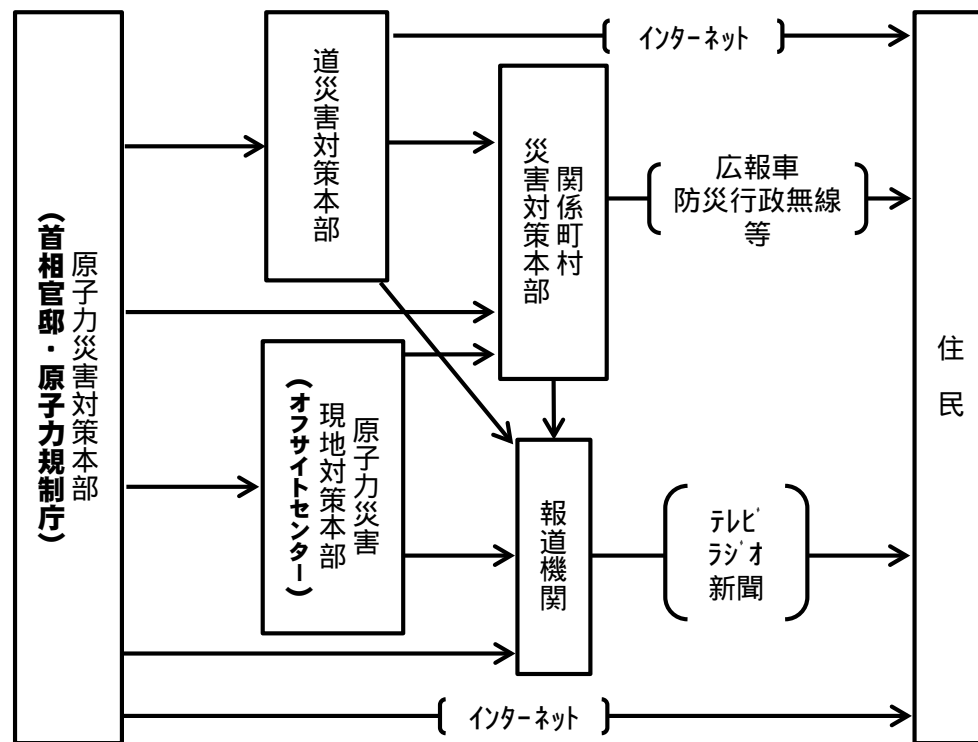 原子力災害対策本部
(首相官邸・原子力規制庁)
道災害対策本部
原子力災害
現地対策本部
(オフサイトセンター)
関係町村
災害対策本部
報道機関
インターネット
広報車
防災行政無線
等
テレビ
ラジオ
新聞
インターネット
住民